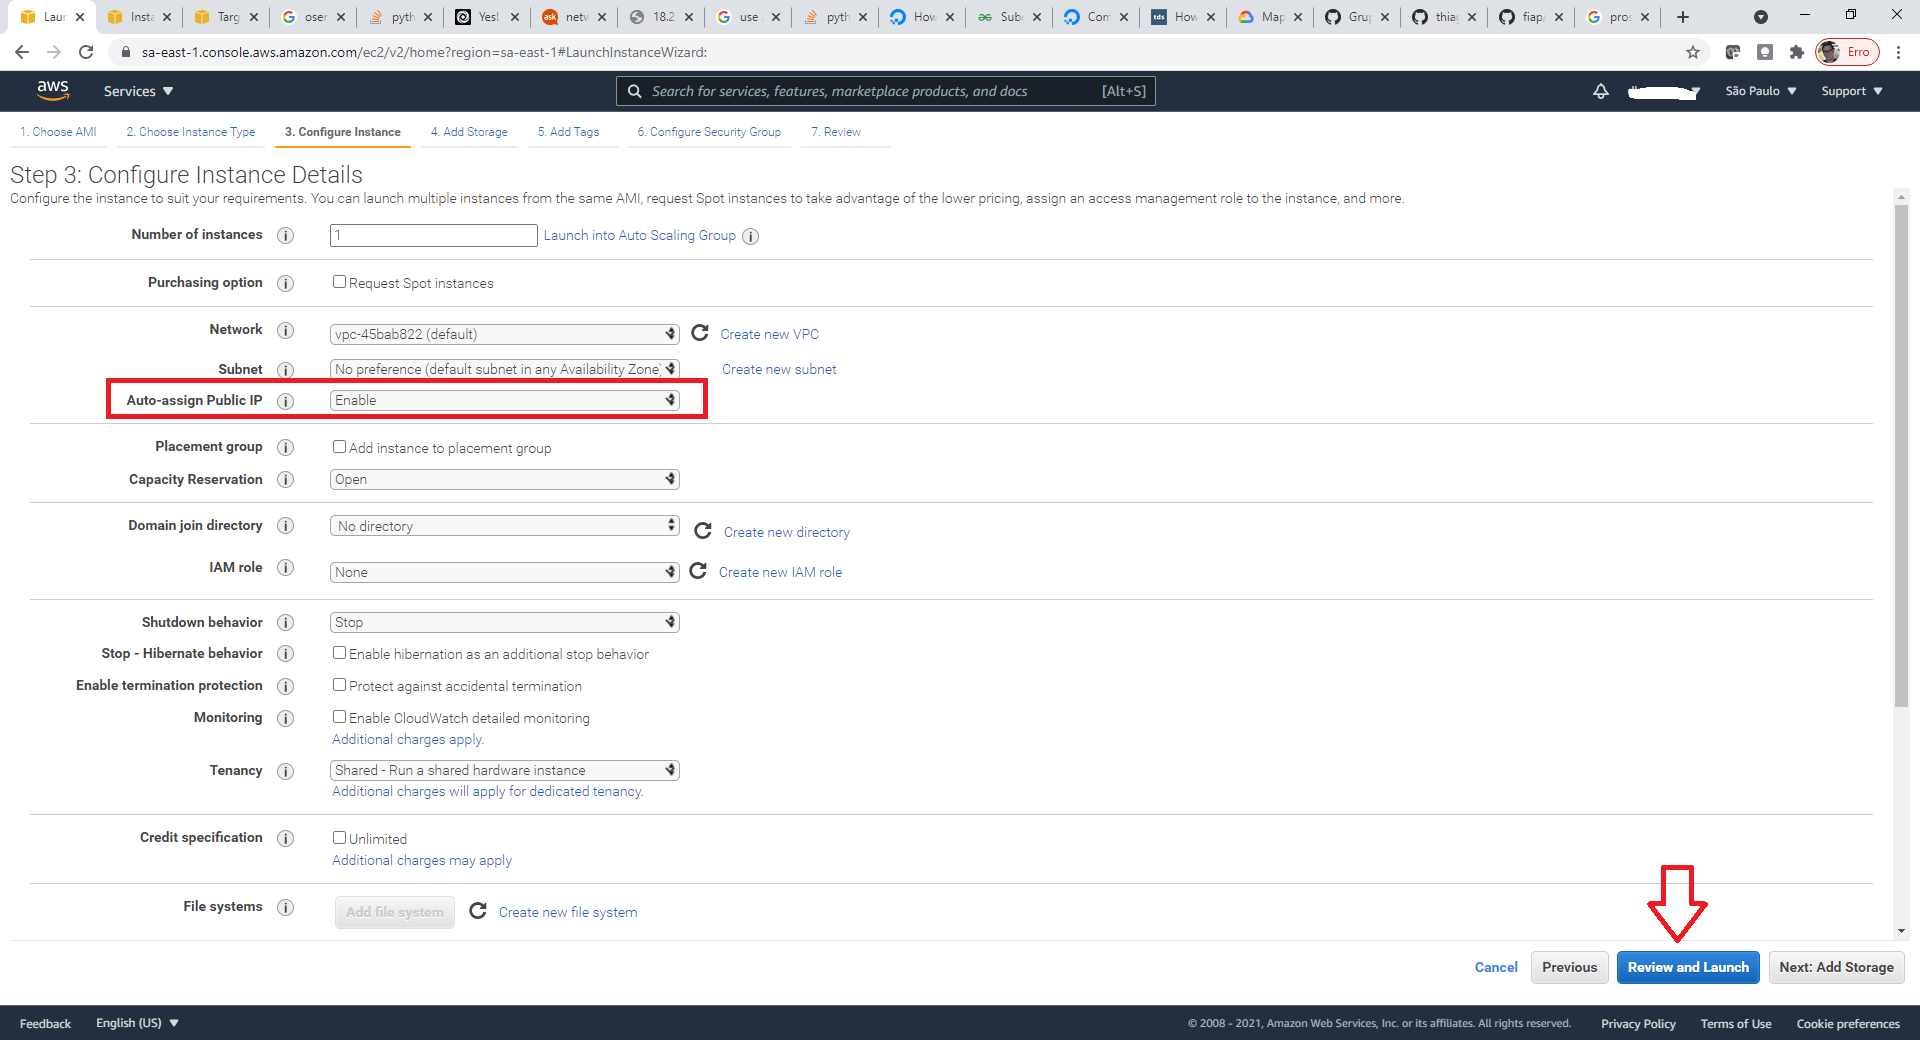 Laur
Insta
Targ
oser
pyth
Yes!
netw
18.2
use
pyth
How
Subc
Com
How
Map
Grup
thiag
fiap/
pros
sa-east-1.console.aws.amazon.com/ec2/v2/home?region=sa-east-1#LaunchInstanceWizard:
Erro
aws
Services
Search for services, features, marketplace products, and docs
[Alt+S]
São Paulo
Support
1. Choose AMI
2. Choose Instance Type
3. Configure Instance
4. Add Storage
5. Add Tags
6. Configure Security Group
7. Review
Step 3: Configure Instance Details
Configure the instance to suit your requirements. You can launch multiple instances from the same AMI, request Spot instances to take advantage of the lower pricing, assign an access management role to the instance, and more.
Number of instances
1
Launch into Auto Scaling Group
Purchasing option
Request Spot instances
Network
vpc-45bab822 (default)
Create new VPC
Subnet
No preference (default subnet in any Availability Zone)
Create new subnet
Auto-assign Public IP
Enable
Placement group
Add instance to placement group
Capacity Reservation
Open
Domain join directory
No directory
Create new directory
IAM role
None
Create new IAM role
Shutdown behavior
Stop
Stop - Hibernate behavior
Enable hibernation as an additional stop behavior
Enable termination protection
Protect against accidental termination
Monitoring
Enable CloudWatch detailed monitoring
Additional charges apply.
Tenancy
Shared - Run a shared hardware instance
Additional charges will apply for dedicated tenancy.
Credit specification
Unlimited
Additional charges may apply
File systems
Add file system
Create new file system
Cancel
Previous
Review and Launch
Next: Add Storage
Feedback
English (US)
© 2008 - 2021, Amazon Web Services, Inc. or its affiliates. All rights reserved.
Privacy Policy
Terms of Use
Cookie preferences